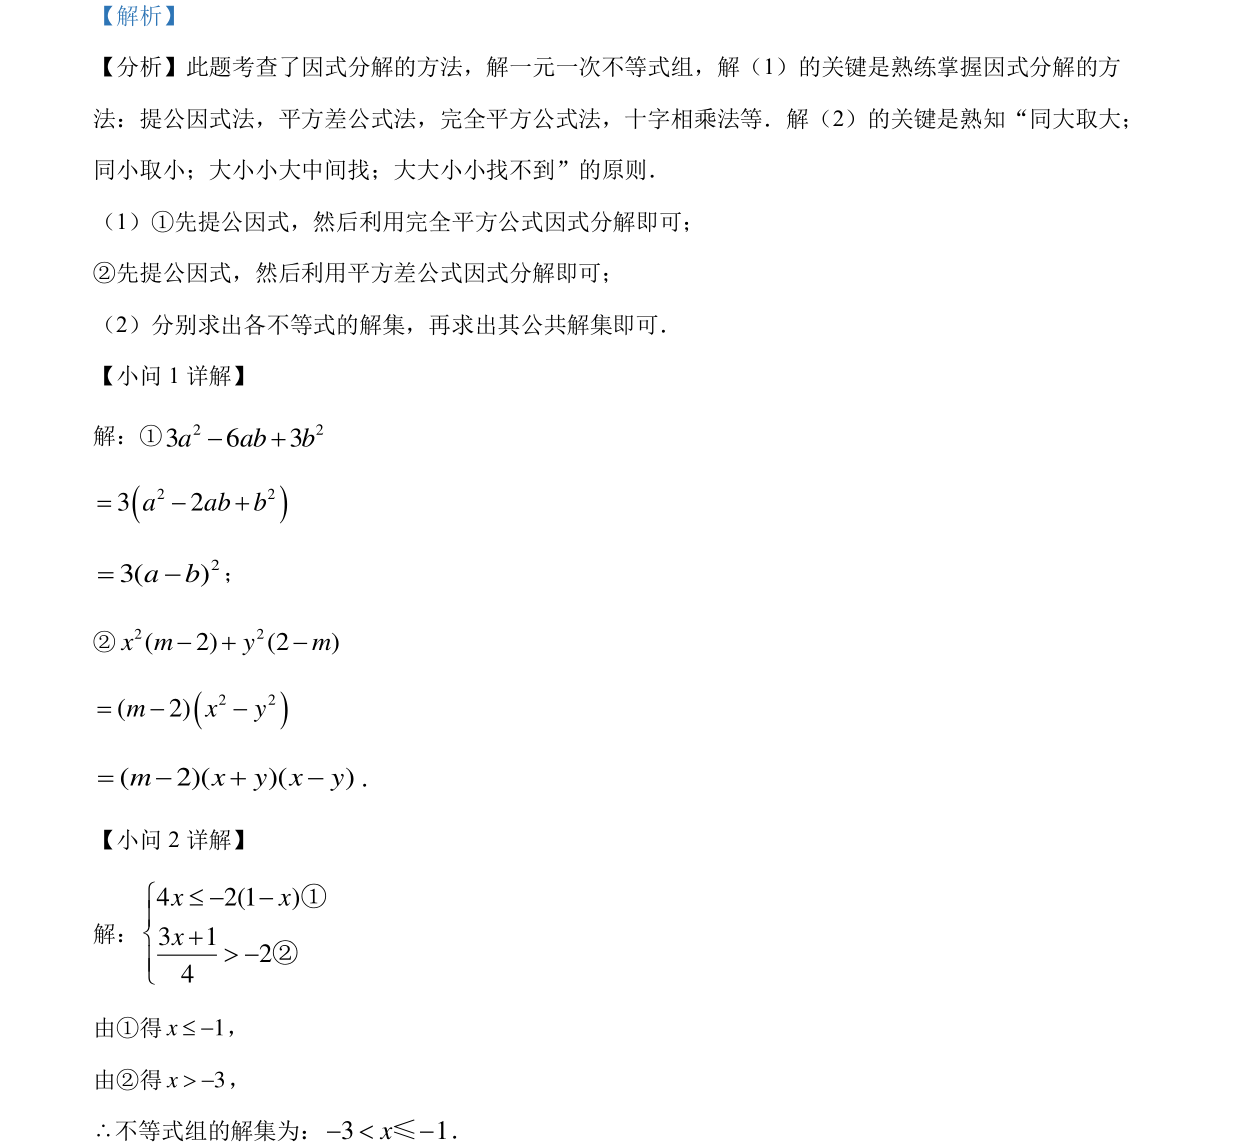 【解析】
【分析】此题考查了因式分解的方法，解一元一次不等式组，解（1）的关键是熟练掌握因式分解的方
法：提公因式法，平方差公式法，完全平方公式法，十字相乘法等．解（2）的关键是熟知“同大取大；
同小取小；大小小大中间找；大大小小找不到”的原则．
（1）①先提公因式，然后利用完全平方公式因式分解即可；
②先提公因式，然后利用平方差公式因式分解即可；
（2）分别求出各不等式的解集，再求出其公共解集即可．
【小问 1 详解】
解：①3a²－6ab＋3b²
＝3(a²－2ab＋b²)
＝3(a－b)²；
②x²(m－2)＋y²(2－m)
＝(m－2)(x²－y²)
＝(m－2)(x＋y)(x－y)．
【小问 2 详解】
解：{4x≤－2(1－x)①
(3x＋1)/4＞－2②
由①得 x≤－1，
由②得 x＞－3，
∴不等式组的解集为：－3＜x≤－1．